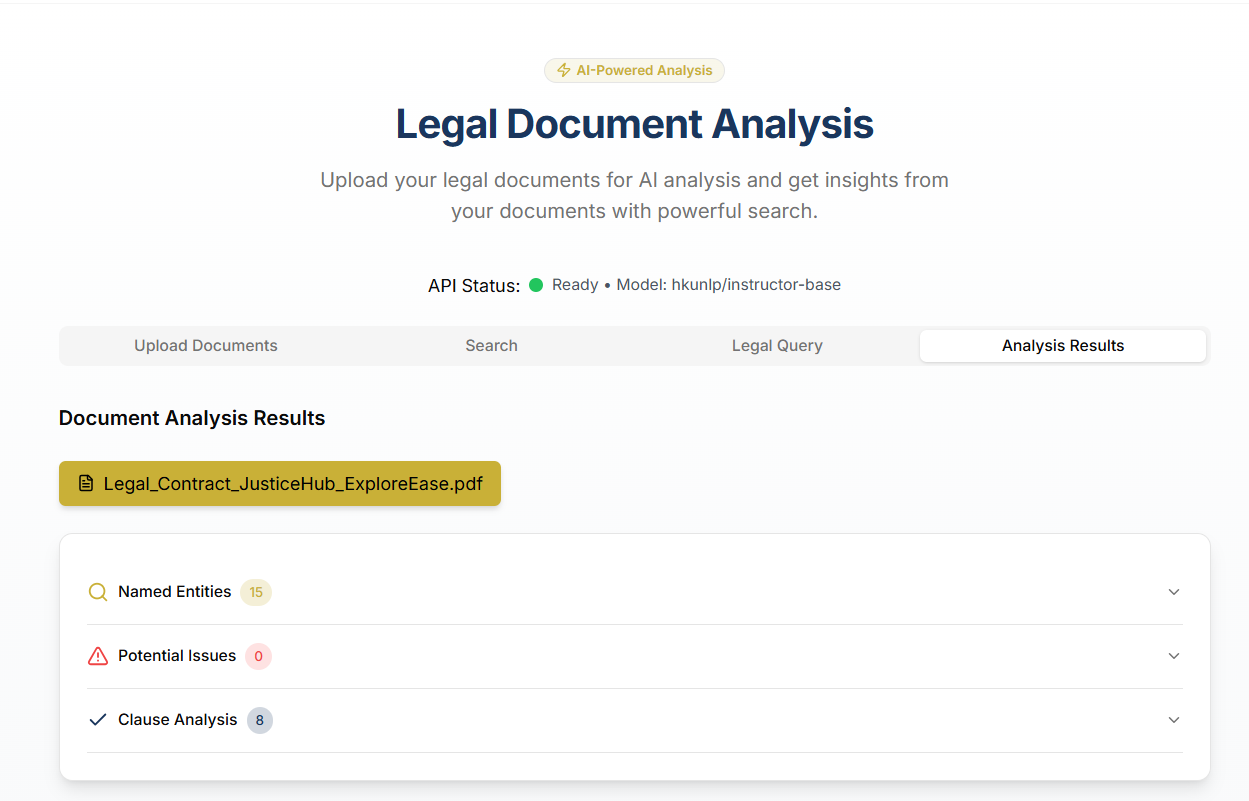 AI-Powered Analysis
Legal Document Analysis
Upload your legal documents for AI analysis and get insights from
your documents with powerful search.
API Status: Ready • Model: hkunlp/instructor-base
Upload Documents Search Legal Query Analysis Results
Document Analysis Results
Legal_Contract_JusticeHub_ExploreEase.pdf
Named Entities 15
Potential Issues 0
Clause Analysis 8